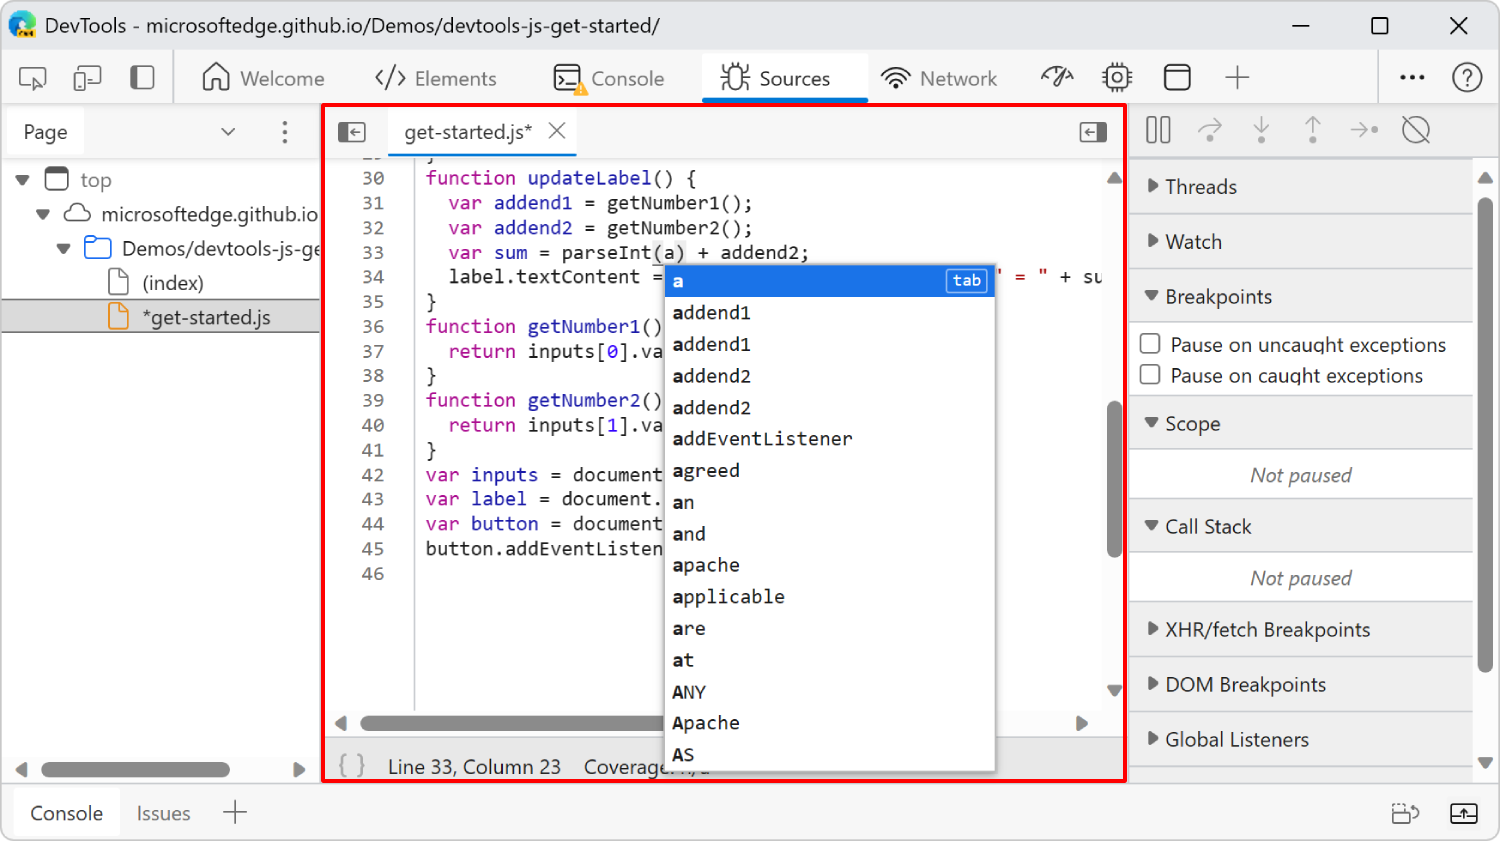 DevTools - microsoftedge.github.io/Demos/devtools-js-get-started/
Welcome
</> Elements
Console
Sources
Network
Page
top
microsoftedge.github.io
Demos/devtools-js-ge
(index)
*get-started.js
get-started.js*
30 function updateLabel() {
31 var addend1 = getNumber1();
32 var addend2 = getNumber2();
33 var sum = parseInt(a) + addend2;
34 label.textContent = " = " + su
35 }
36 function getNumber1()
37 return inputs[0].va
38 }
39 function getNumber2()
40 return inputs[1].va
41 }
42 var inputs = document
43 var label = document.
44 var button = document
45 button.addEventListen
46
a tab
addend1
addend1
addend2
addend2
addEventListener
agreed
an
and
apache
applicable
are
at
ANY
Apache
AS
{ } Line 33, Column 23 Coverage:
Threads
Watch
Breakpoints
Pause on uncaught exceptions
Pause on caught exceptions
Scope
Not paused
Call Stack
Not paused
XHR/fetch Breakpoints
DOM Breakpoints
Global Listeners
Console
Issues